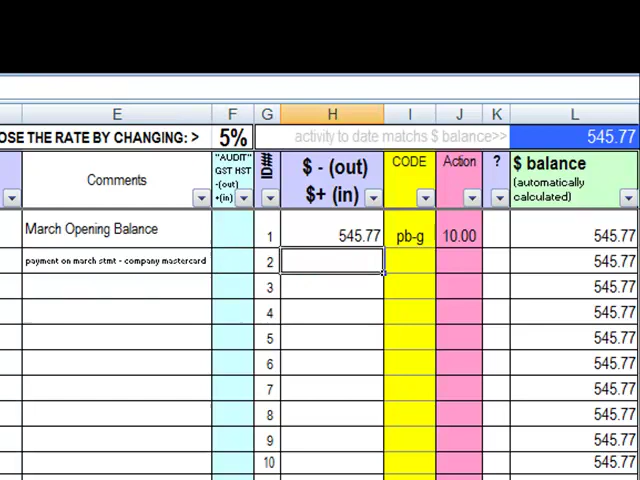 E F G H I J K L
OSE THE RATE BY CHANGING: > 5% activity to date matchs $ balance>> 545.77
Comments
"AUDIT"
GST HST
-(out)
+(in)
ID#
$ - (out)
$+ (in)
CODE
Action
?
$ balance
(automatically
calculated)
March Opening Balance 1 545.77 pb-g 10.00 545.77
payment on march stmt - company mastercard 2 545.77
3 545.77
4 545.77
5 545.77
6 545.77
7 545.77
8 545.77
9 545.77
10 545.77